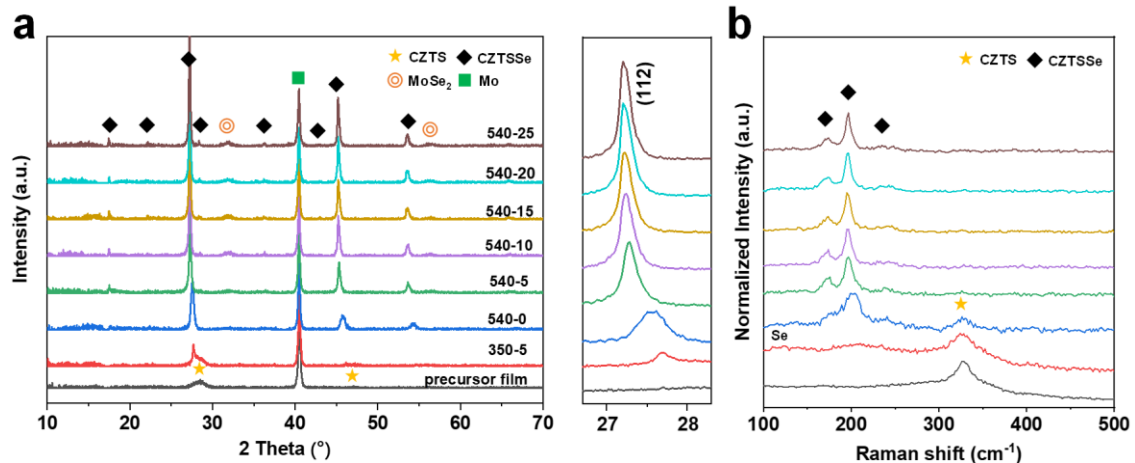 a
Intensity (a.u.)
CZTS
CZTSSe
MoSe2
Mo
540-25
540-20
540-15
540-10
540-5
540-0
350-5
precursor film
10
20
30
40
50
60
70
2 Theta (°)
(112)
27
28
b
Normalized Intensity (a.u.)
CZTS
CZTSSe
Se
100
200
300
400
500
Raman shift (cm-1)